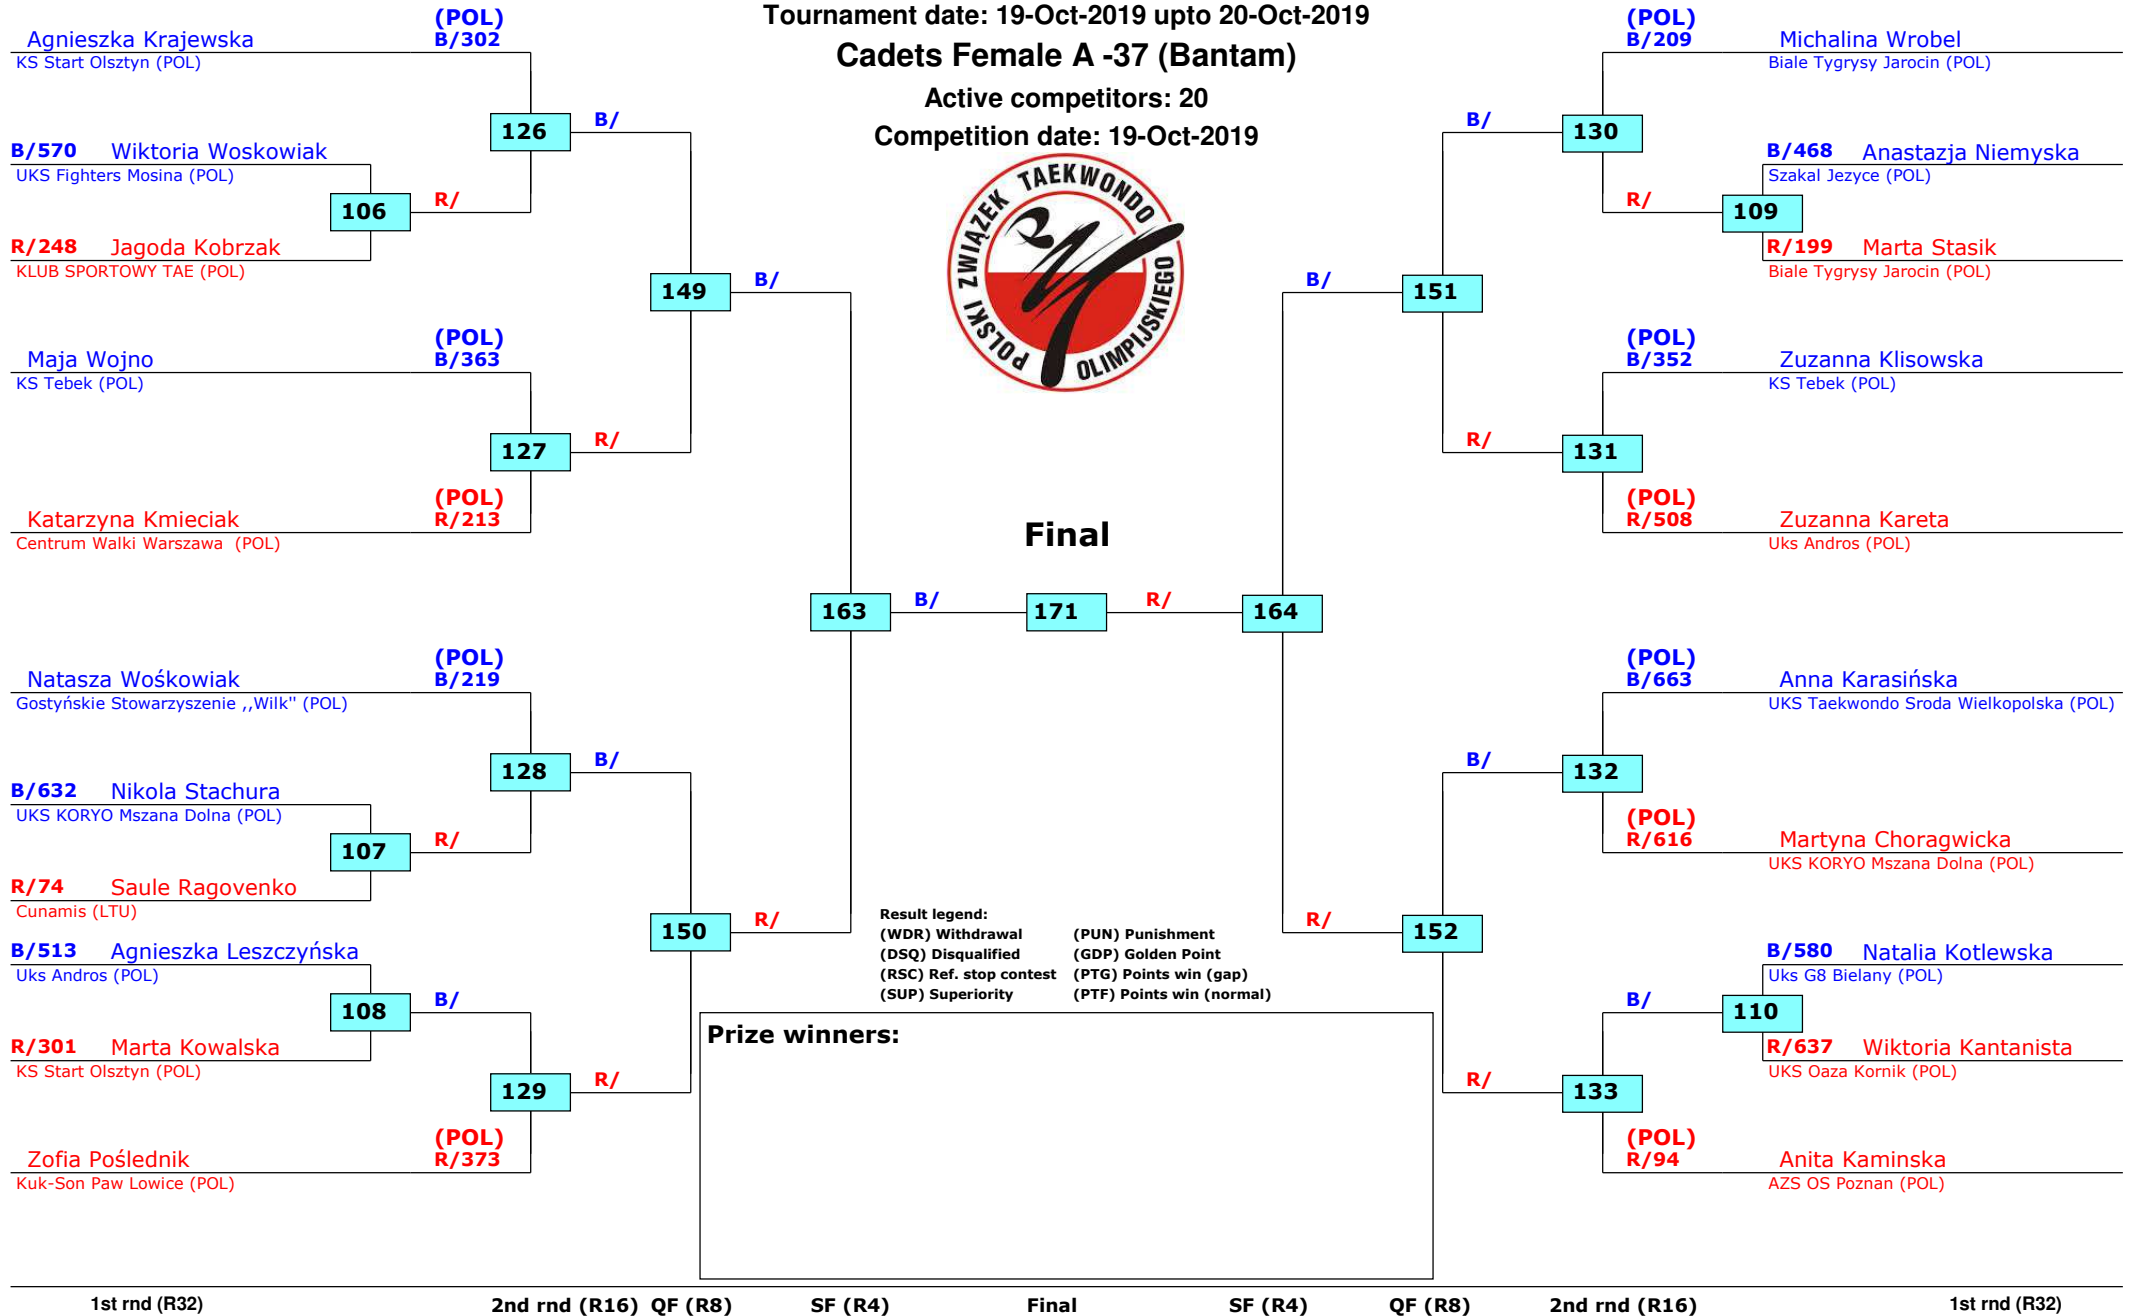 Tournament date: 19-Oct-2019 upto 20-Oct-2019
Cadets Female A -37 (Bantam)
Active competitors: 20
Competition date: 19-Oct-2019
POLSKI ZWIĄZEK TAEKWONDO OLIMPIJSKIEGO
(POL)
Agnieszka Krajewska B/302
KS Start Olsztyn (POL)
126 B/
B/570 Wiktoria Woskowiak
UKS Fighters Mosina (POL)
106 R/
R/248 Jagoda Kobrzak
KLUB SPORTOWY TAE (POL)
149 B/
(POL)
Maja Wojno B/363
KS Tebek (POL)
127 R/
(POL)
Katarzyna Kmieciak R/213
Centrum Walki Warszawa (POL)
163 B/
(POL)
Natasza Wośkowiak B/219
Gostyńskie Stowarzyszenie ,,Wilk" (POL)
128 B/
B/632 Nikola Stachura
UKS KORYO Mszana Dolna (POL)
107 R/
R/74 Saule Ragovenko
Cunamis (LTU)
150 R/
B/513 Agnieszka Leszczyńska
Uks Andros (POL)
108 B/
R/301 Marta Kowalska
KS Start Olsztyn (POL)
129 R/
(POL)
Zofia Poślednik R/373
Kuk-Son Paw Lowice (POL)
Final
171
(POL)
B/209 Michalina Wrobel
Biale Tygrysy Jarocin (POL)
B/ 130
B/468 Anastazja Niemyska
Szakal Jezyce (POL)
R/ 109
R/199 Marta Stasik
Biale Tygrysy Jarocin (POL)
B/ 151
(POL)
B/352 Zuzanna Klisowska
KS Tebek (POL)
R/ 131
(POL)
R/508 Zuzanna Kareta
Uks Andros (POL)
R/ 164
(POL)
B/663 Anna Karasińska
UKS Taekwondo Sroda Wielkopolska (POL)
B/ 132
(POL)
R/616 Martyna Choragwicka
UKS KORYO Mszana Dolna (POL)
R/ 152
B/580 Natalia Kotlewska
Uks G8 Bielany (POL)
B/ 110
R/637 Wiktoria Kantanista
UKS Oaza Kornik (POL)
R/ 133
(POL)
R/94 Anita Kaminska
AZS OS Poznan (POL)
Result legend:
(WDR) Withdrawal (PUN) Punishment
(DSQ) Disqualified (GDP) Golden Point
(RSC) Ref. stop contest (PTG) Points win (gap)
(SUP) Superiority (PTF) Points win (normal)
Prize winners:
1st rnd (R32) 2nd rnd (R16) QF (R8) SF (R4) Final SF (R4) QF (R8) 2nd rnd (R16) 1st rnd (R32)